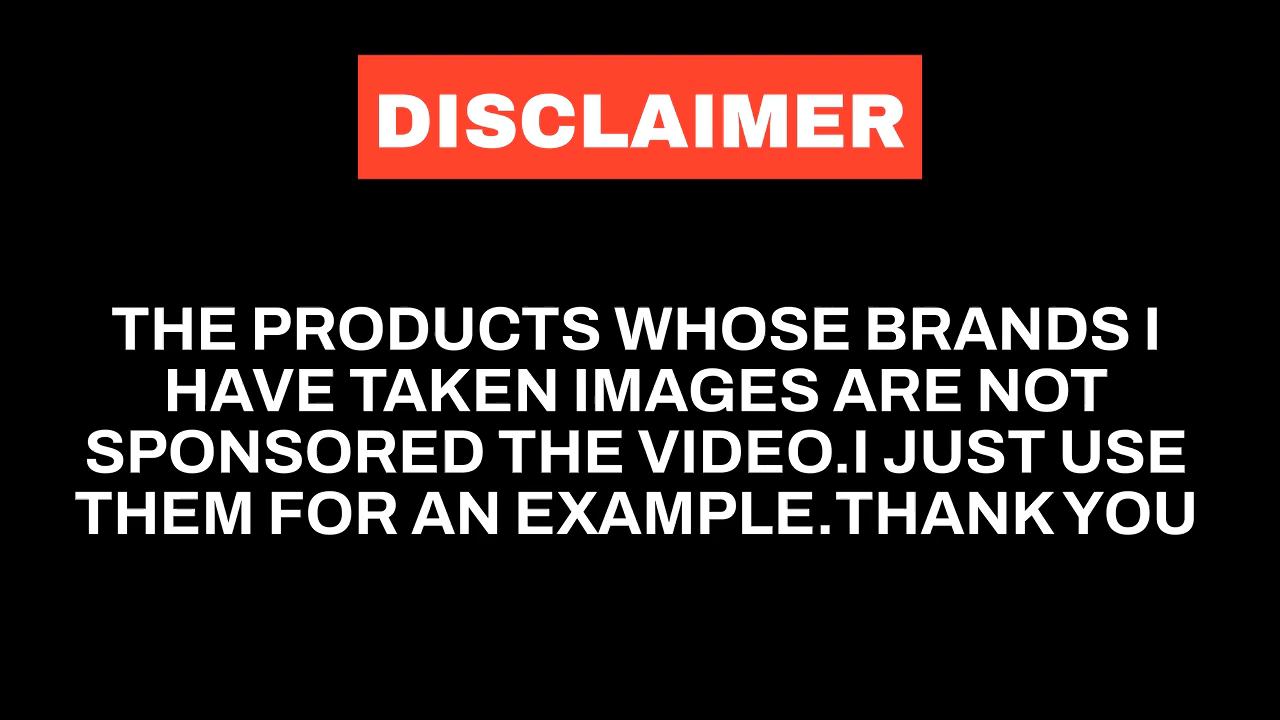 DISCLAIMER
THE PRODUCTS WHOSE BRANDS I
HAVE TAKEN IMAGES ARE NOT
SPONSORED THE VIDEO.I JUST USE
THEM FOR AN EXAMPLE.THANK YOU